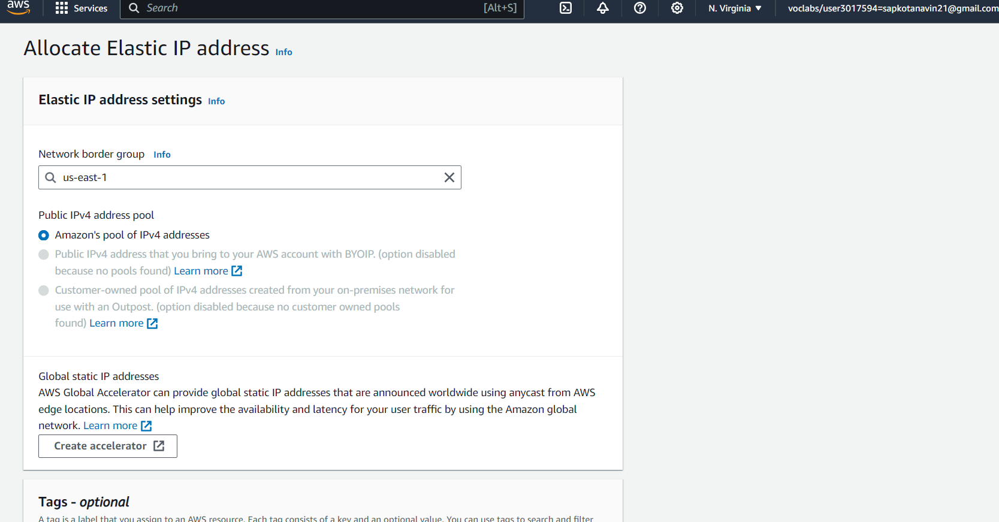 aws
Services
Search
[Alt+S]
N. Virginia
voclabs/user3017594=sapkotanavin21@gmail.com
Allocate Elastic IP address Info
Elastic IP address settings Info
Network border group Info
us-east-1
Public IPv4 address pool
Amazon's pool of IPv4 addresses
Public IPv4 address that you bring to your AWS account with BYOIP. (option disabled
because no pools found) Learn more
Customer-owned pool of IPv4 addresses created from your on-premises network for
use with an Outpost. (option disabled because no customer owned pools
found) Learn more
Global static IP addresses
AWS Global Accelerator can provide global static IP addresses that are announced worldwide using anycast from AWS
edge locations. This can help improve the availability and latency for your user traffic by using the Amazon global
network. Learn more
Create accelerator
Tags - optional
A tag is a label that you assign to an AWS resource. Each tag consists of a key and an optional value. You can use tags to search and filter